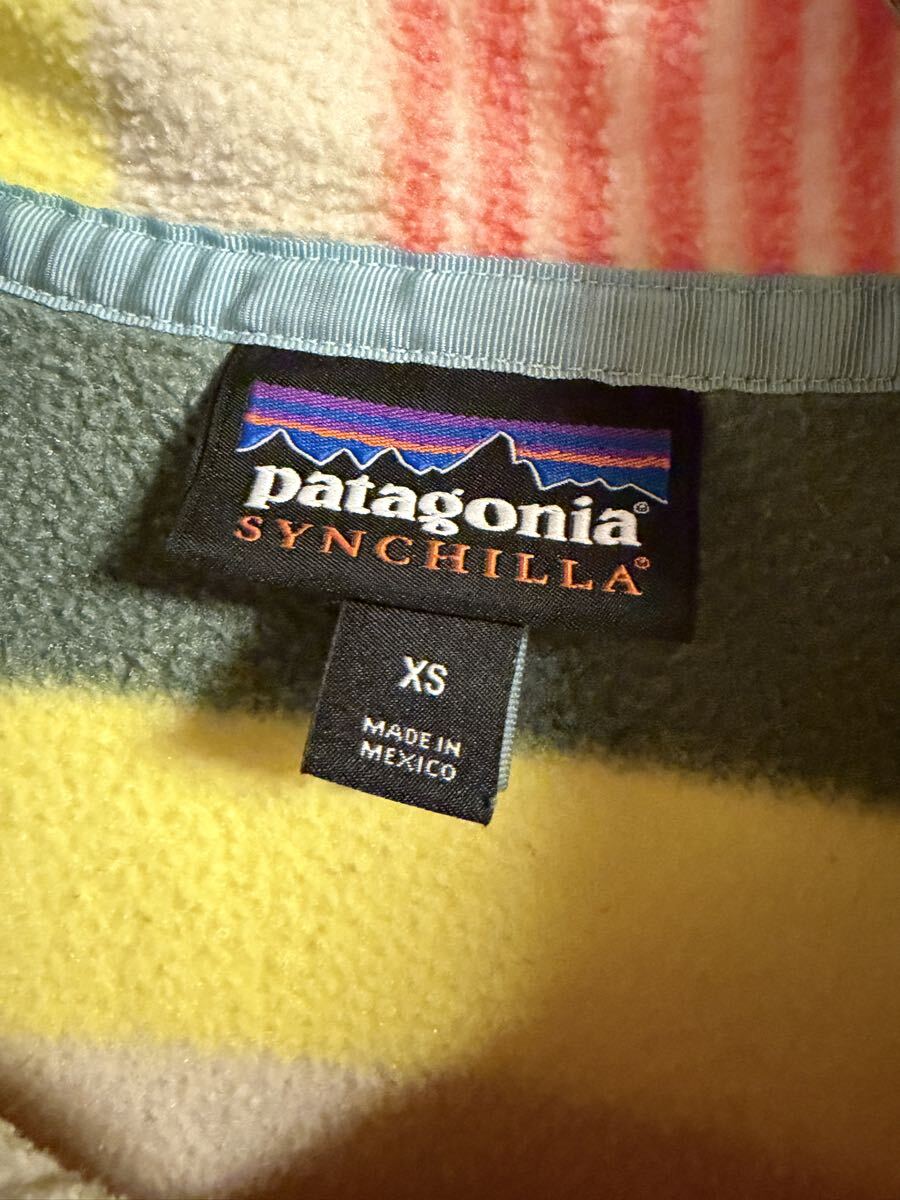 patagonia®
SYNCHILLA®
XS
MADE IN
MEXICO